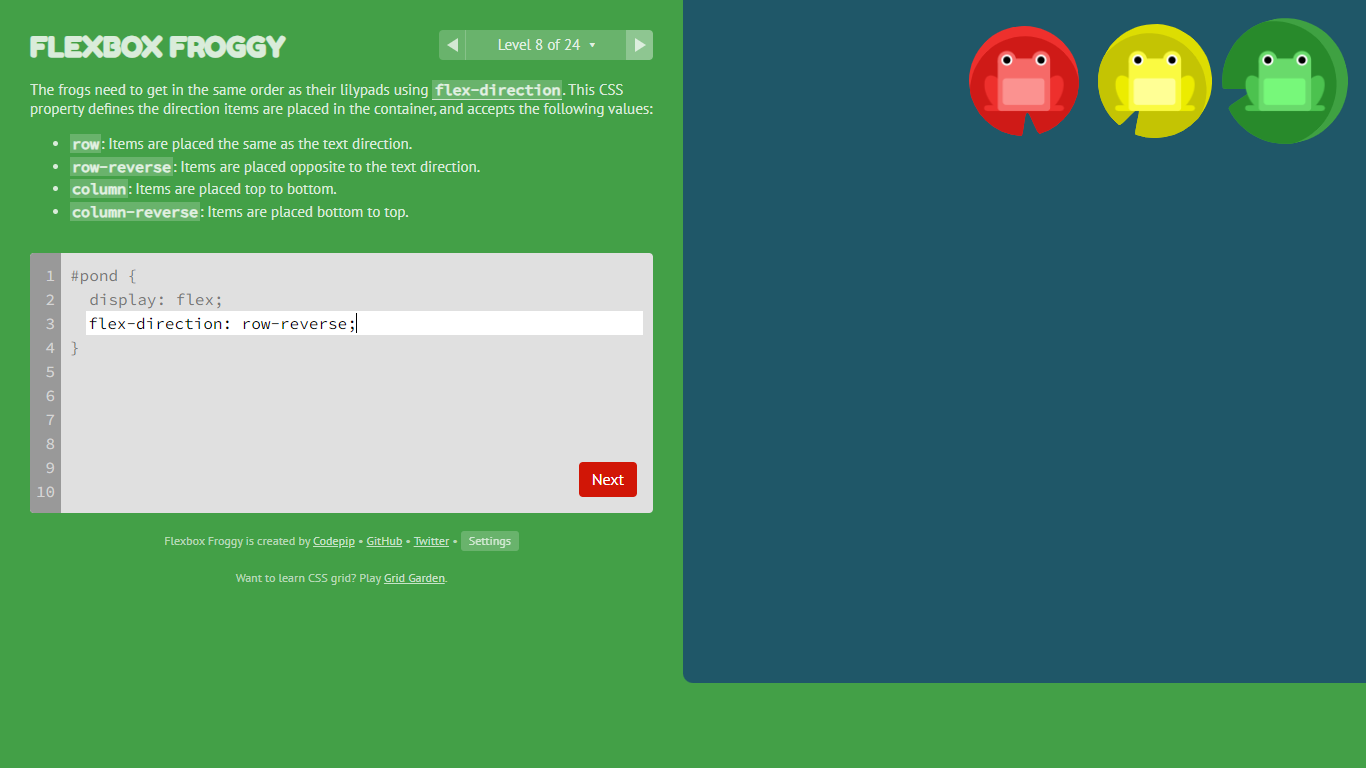 FLEXBOX FROGGY
Level 8 of 24
The frogs need to get in the same order as their lilypads using flex-direction. This CSS
property defines the direction items are placed in the container, and accepts the following values:
• row: Items are placed the same as the text direction.
• row-reverse: Items are placed opposite to the text direction.
• column: Items are placed top to bottom.
• column-reverse: Items are placed bottom to top.
1 #pond {
2 display: flex;
3 flex-direction: row-reverse;
4 }
5
6
7
8
9
10
Next
Flexbox Froggy is created by Codepip • GitHub • Twitter • Settings
Want to learn CSS grid? Play Grid Garden.